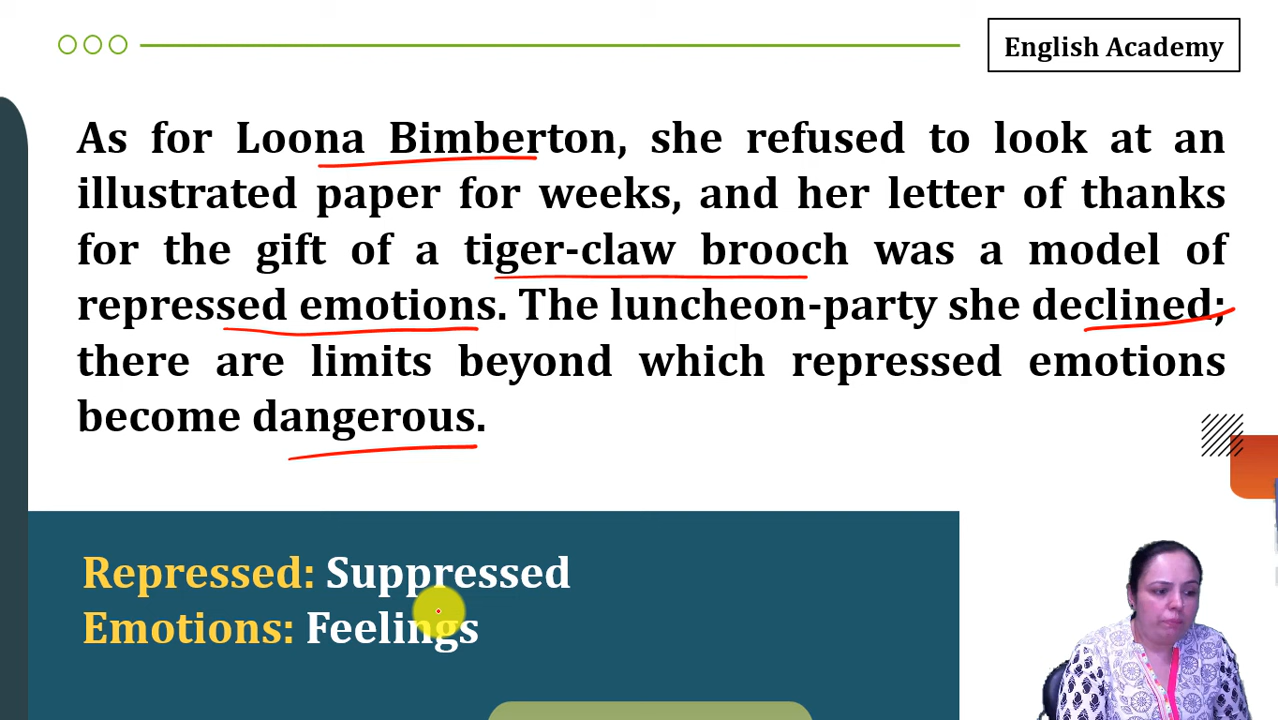 English Academy
As for Loona Bimberton, she refused to look at an
illustrated paper for weeks, and her letter of thanks
for the gift of a tiger-claw brooch was a model of
repressed emotions. The luncheon-party she declined;
there are limits beyond which repressed emotions
become dangerous.
Repressed: Suppressed
Emotions: Feelings